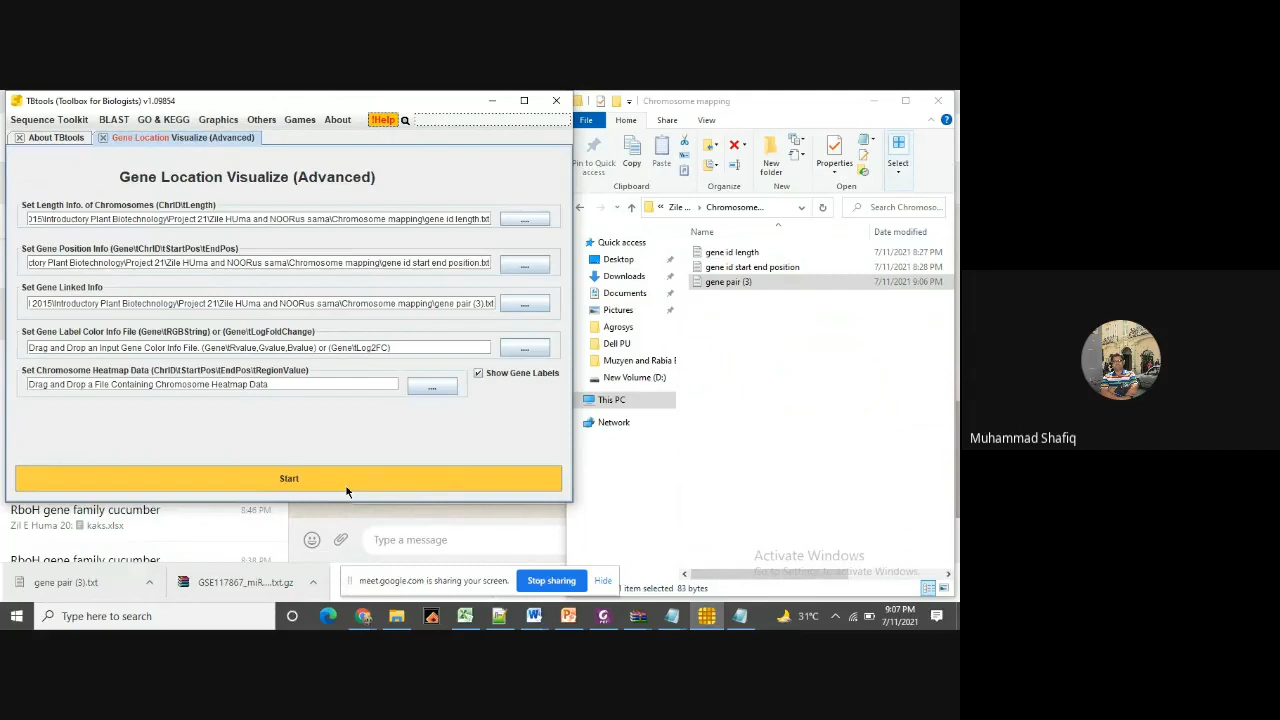 TBtools (Toolbox for Biologists) v1.09854
Sequence Toolkit BLAST GO & KEGG Graphics Others Games About !Help
About TBTools Gene Location Visualize (Advanced)
Gene Location Visualize (Advanced)
Set Length Info. of Chromosomes (ChrID\tLength)
015\Introductory Plant Biotechnology\Project 21\Zile HUma and NOORus sama\Chromosome mapping\gene id length.txt ....
Set Gene Position Info (Gene\tChrID\tStartPos\tEndPos)
ctory Plant Biotechnology\Project 21\Zile HUma and NOORus sama\Chromosome mapping\gene id start end position.txt ....
Set Gene Linked Info
l 2015\Introductory Plant Biotechnology\Project 21\Zile HUma and NOORus sama\Chromosome mapping\gene pair (3).txt ....
Set Gene Label Color Info File (Gene\tRGBString) or (Gene\tLogFoldChange)
Drag and Drop an Input Gene Color Info File. (Gene\tRvalue,Gvalue,Bvalue) or (Gene\tLog2FC) ....
Set Chromosome Heatmap Data (ChrID\tStartPos\tEndPos\tRegionValue)
Drag and Drop a File Containing Chromosome Heatmap Data ....
Show Gene Labels
Start
Chromosome mapping
File Home Share View
Pin to Quick access
Copy
Paste
New folder
Properties
Select
Clipboard Organize New Open
« Zile ... › Chromosome... Search Chromoso...
Name Date modified
gene id length 7/11/2021 8:27 PM
gene id start end position 7/11/2021 8:28 PM
gene pair (3) 7/11/2021 9:06 PM
Quick access
Desktop
Downloads
Documents
Pictures
Agrosys
Dell PU
Muzyen and Rabia E
New Volume (D:)
This PC
Network
Activate Windows
Go to Settings to activate Windows.
1 item selected 83 bytes
RboH gene family cucumber 8:46 PM
Zil E Huma 20: kaks.xlsx
RboH gene family cucumber 8:38 PM
Type a message
gene pair (3).txt
GSE117867_miR....txt.gz
meet.google.com is sharing your screen. Stop sharing Hide
Type here to search
31°C
9:07 PM
7/11/2021
Muhammad Shafiq